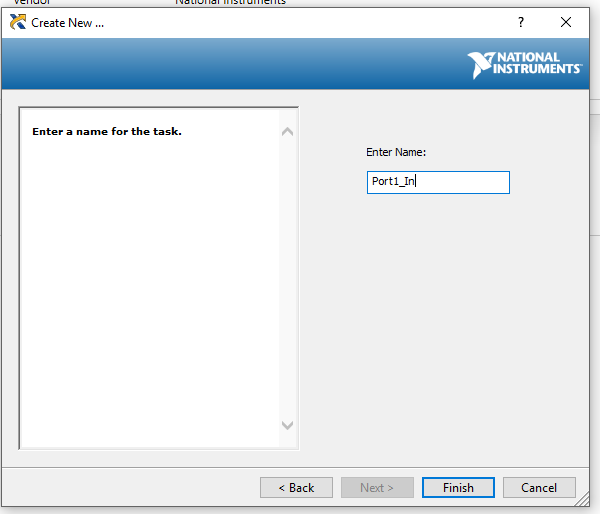 Vendor National Instruments
Create New ...
?
NATIONAL
INSTRUMENTS
Enter a name for the task.
Enter Name:
Port1_In
< Back Next > Finish Cancel